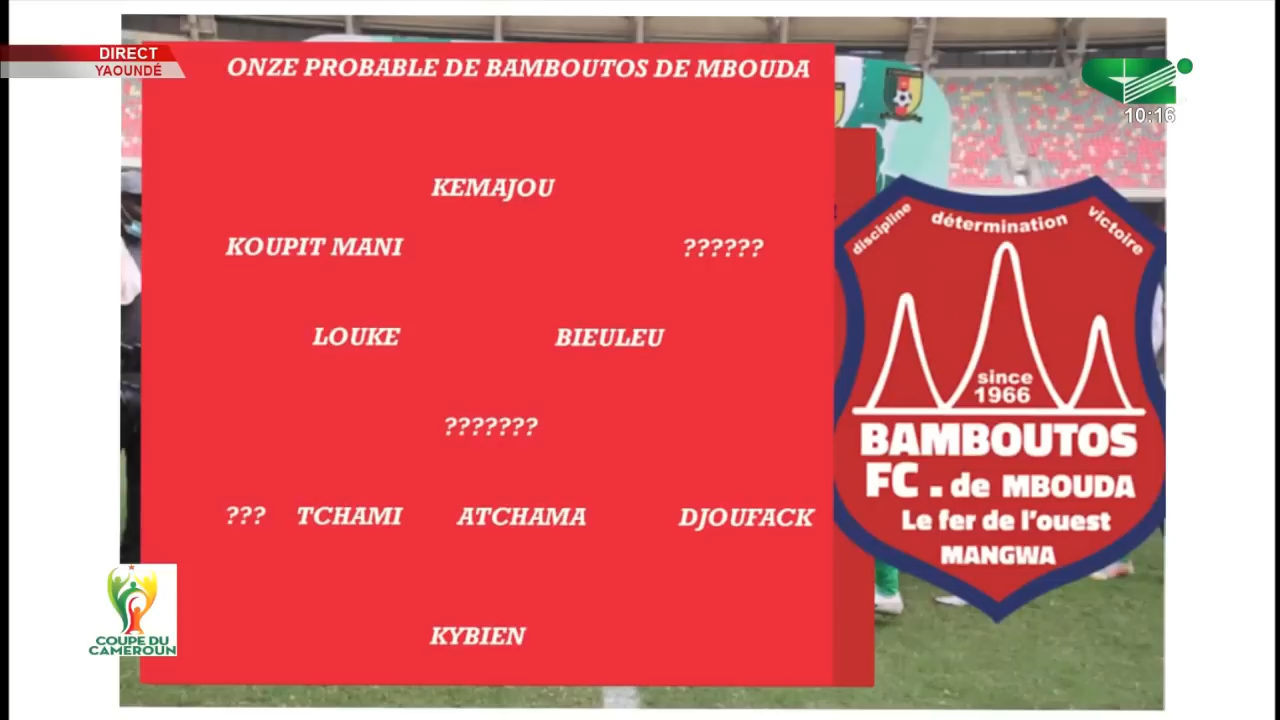 DIRECT
YAOUNDÉ
ONZE PROBABLE DE BAMBOUTOS DE MBOUDA
10:16
KEMAJOU
KOUPIT MANI ??????
LOUKE BIEULEU
???????
??? TCHAMI ATCHAMA DJOUFACK
KYBIEN
discipline détermination victoire
since
1966
BAMBOUTOS
FC . de MBOUDA
Le fer de l'ouest
MANGWA
COUPE DU
CAMEROUN